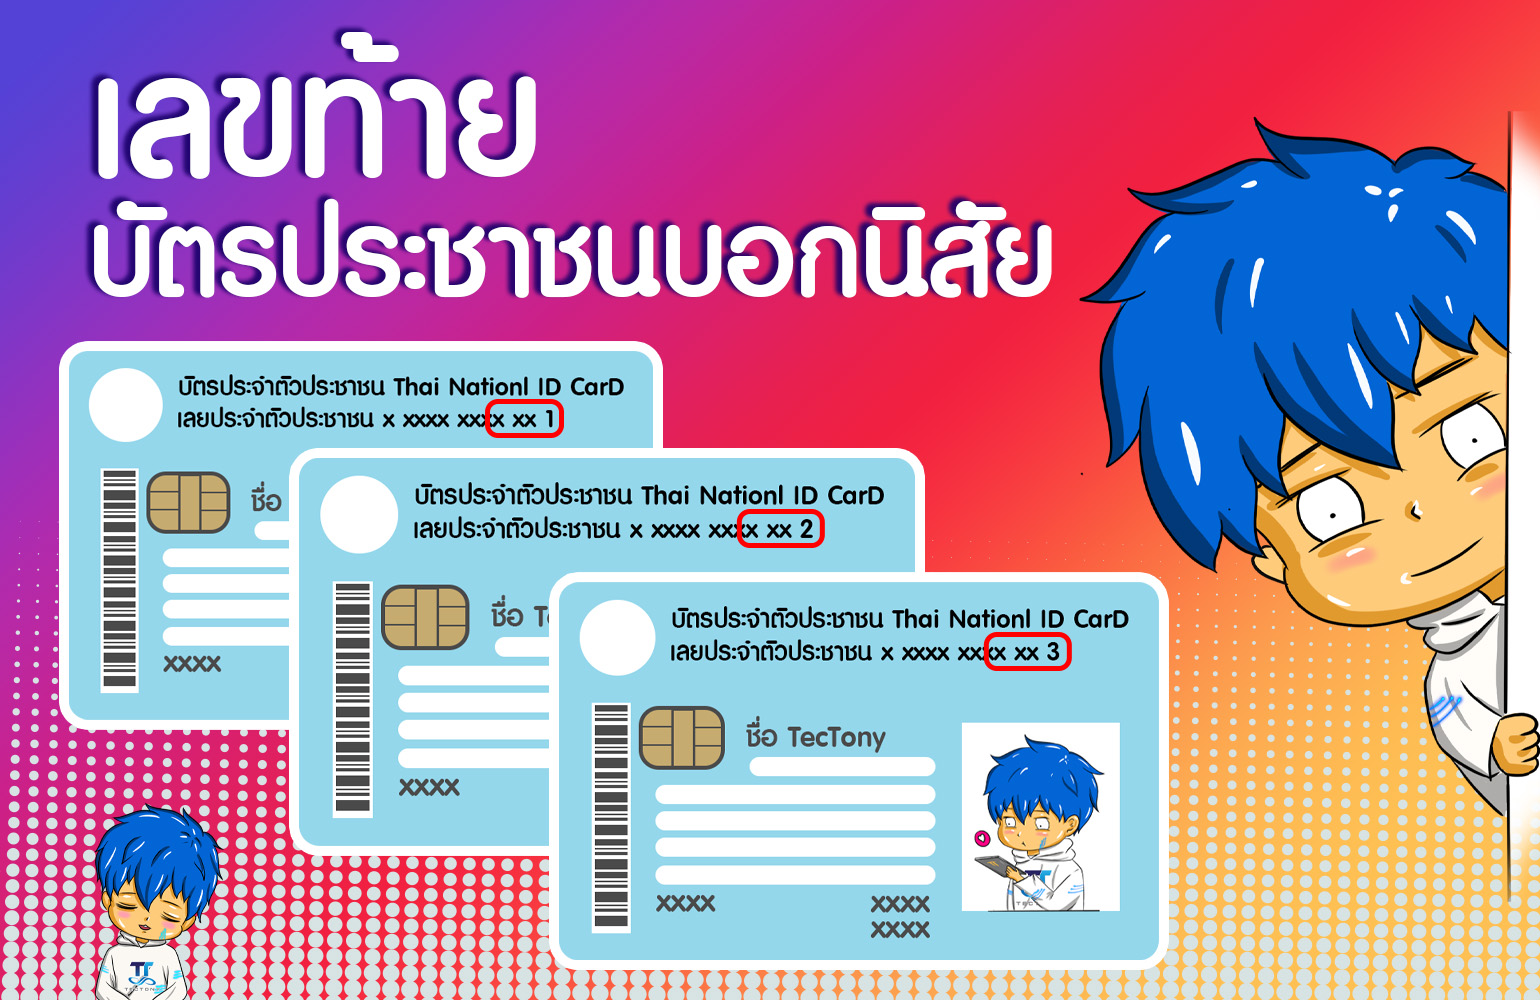 เลขท้าย
บัตรประชาชนบอกนิสัย
บัตรประจำตัวประชาชน Thai Nationl ID CarD
เลยประจำตัวประชาชน x xxxx xxxx xx 1
ชื่อ
xxxx
บัตรประจำตัวประชาชน Thai Nationl ID CarD
เลยประจำตัวประชาชน x xxxx xxxx xx 2
ชื่อ
xxxx
บัตรประจำตัวประชาชน Thai Nationl ID CarD
เลยประจำตัวประชาชน x xxxx xxxx xx 3
ชื่อ TecTony
xxxx
xxxx
xxxx